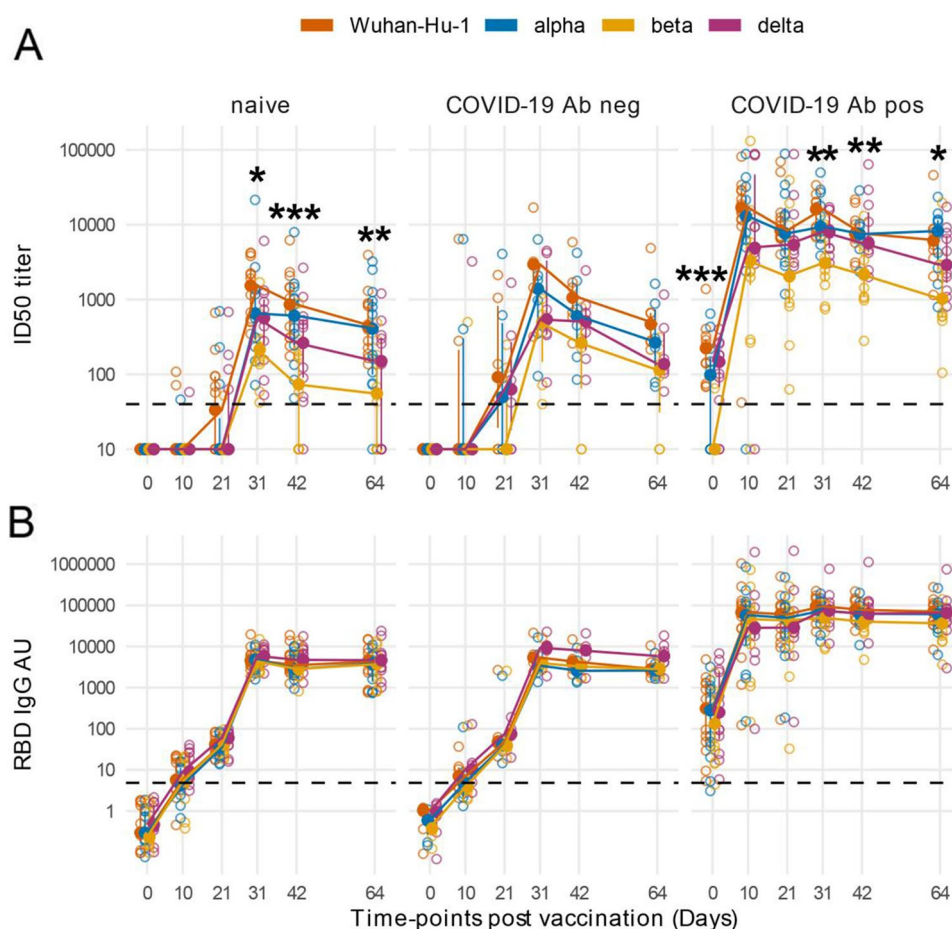 Wuhan-Hu-1 alpha beta delta
A
naive COVID-19 Ab neg COVID-19 Ab pos
ID50 titer
100000
10000
1000
100
10
* *** ** *** ** ** *
0 10 21 31 42 64 0 10 21 31 42 64 0 10 21 31 42 64
B
RBD IgG AU
1000000
100000
10000
1000
100
10
1
0 10 21 31 42 64 0 10 21 31 42 64 0 10 21 31 42 64
Time-points post vaccination (Days)